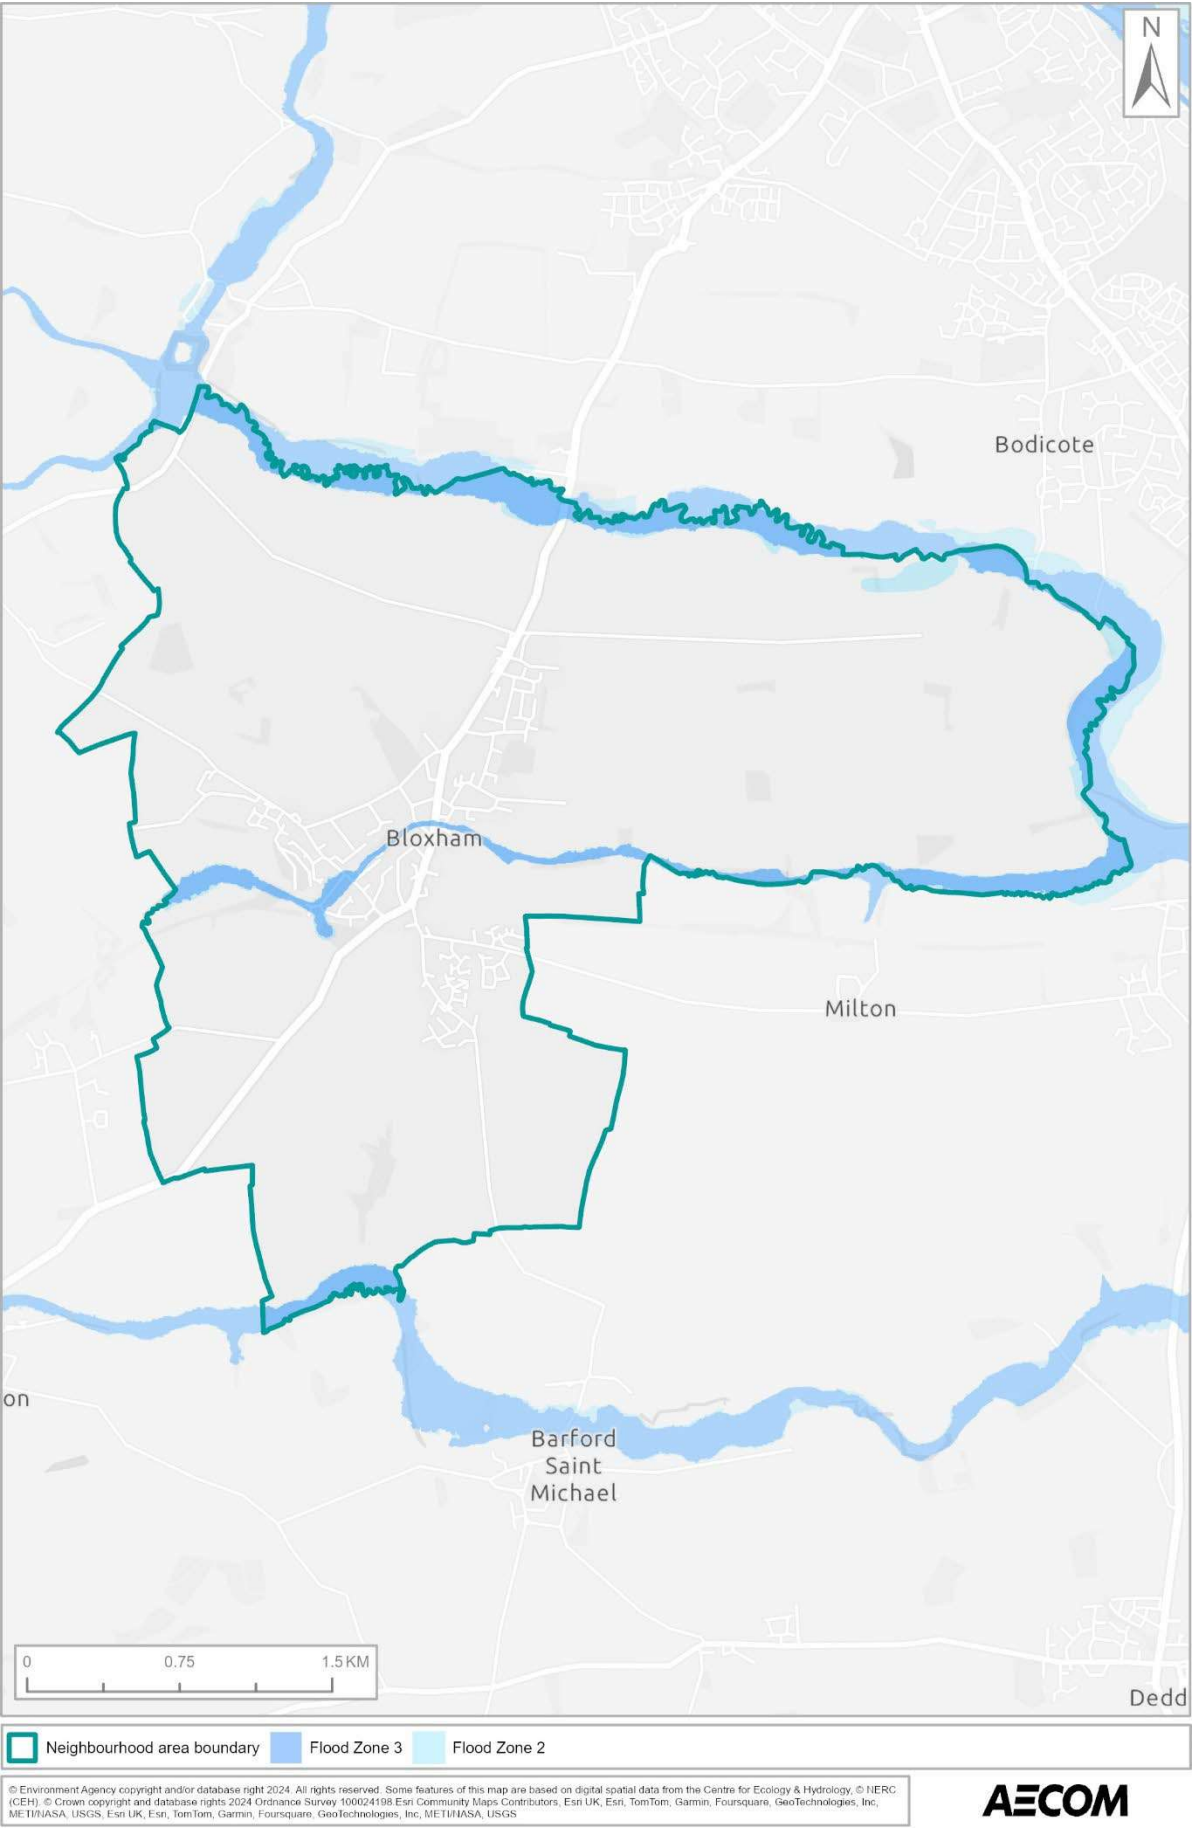 N
Bodicote
Bloxham
Milton
on
Barford
Saint
Michael
0 0.75 1.5 KM
Dedd
Neighbourhood area boundary Flood Zone 3 Flood Zone 2
© Environment Agency copyright and/or database right 2024. All rights reserved. Some features of this map are based on digital spatial data from the Centre for Ecology & Hydrology, © NERC
(CEH). © Crown copyright and database rights 2024 Ordnance Survey 100024198.Esri Community Maps Contributors, Esri UK, Esri, TomTom, Garmin, Foursquare, GeoTechnologies, Inc,
METI/NASA, USGS, Esri UK, Esri, TomTom, Garmin, Foursquare, GeoTechnologies, Inc, METI/NASA, USGS
AECOM